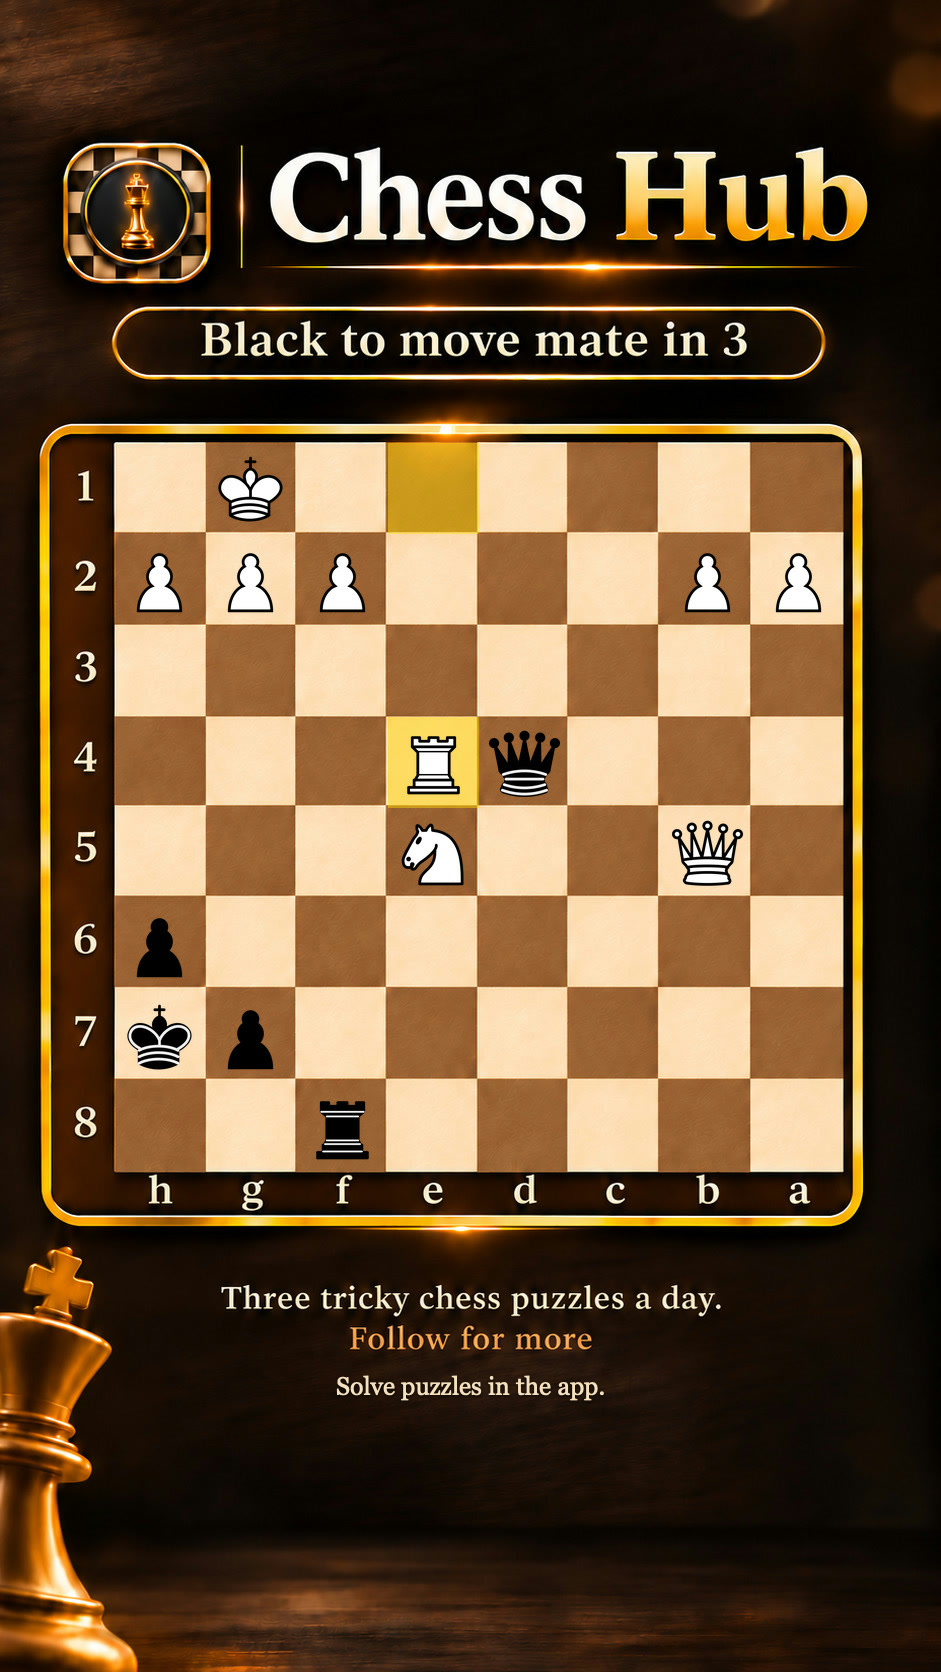 Chess Hub
Black to move mate in 3
1
2
3
4
5
6
7
8
h g f e d c b a
Three tricky chess puzzles a day.
Follow for more
Solve puzzles in the app.